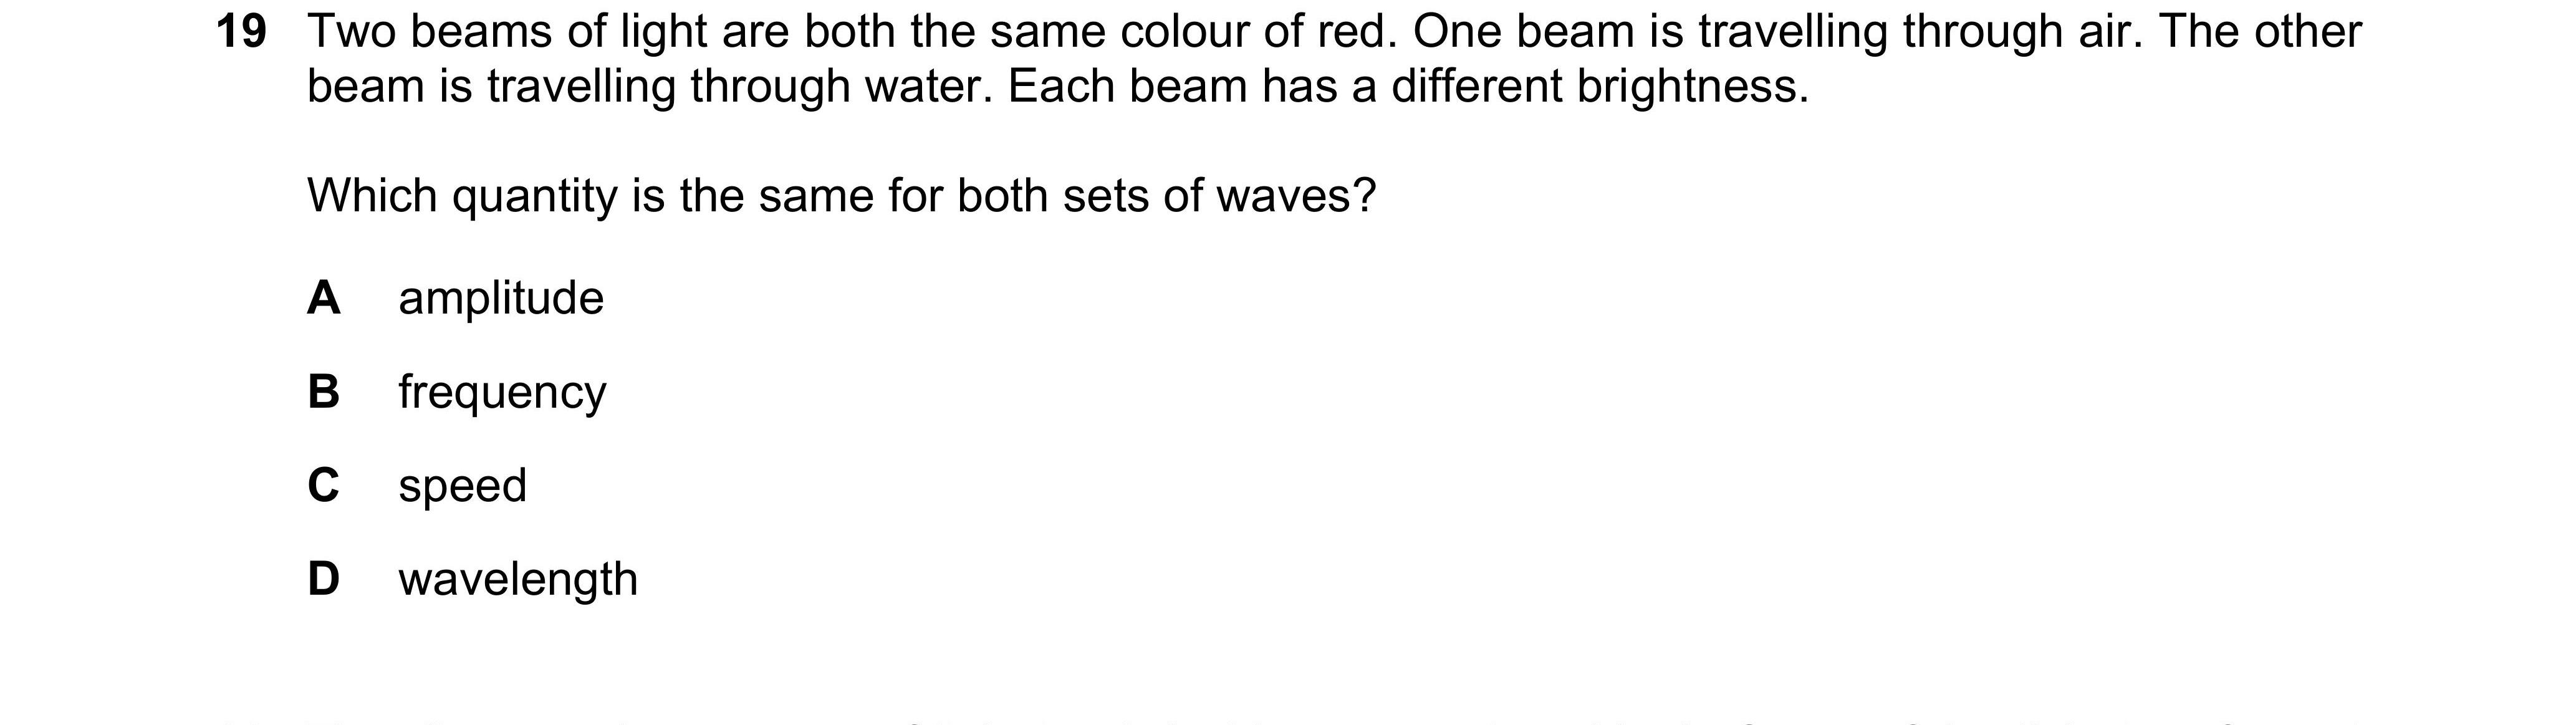 19 Two beams of light are both the same colour of red. One beam is travelling through air. The other
beam is travelling through water. Each beam has a different brightness.
Which quantity is the same for both sets of waves?
A amplitude
B frequency
C speed
D wavelength